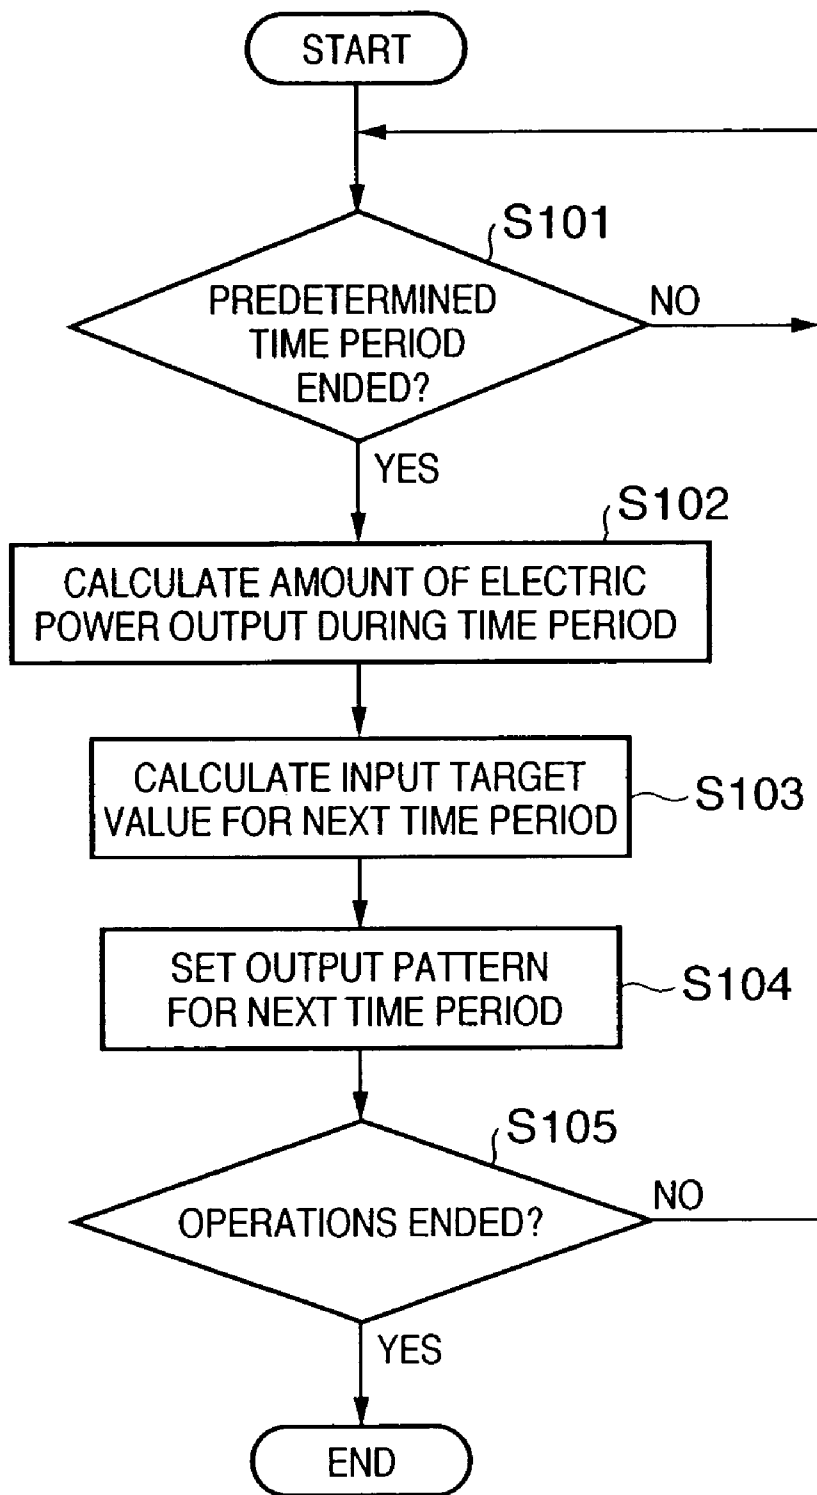 START
S101
PREDETERMINED
TIME PERIOD
ENDED?
NO
YES
S102
CALCULATE AMOUNT OF ELECTRIC
POWER OUTPUT DURING TIME PERIOD
CALCULATE INPUT TARGET
VALUE FOR NEXT TIME PERIOD
S103
SET OUTPUT PATTERN
FOR NEXT TIME PERIOD
S104
S105
OPERATIONS ENDED?
NO
YES
END